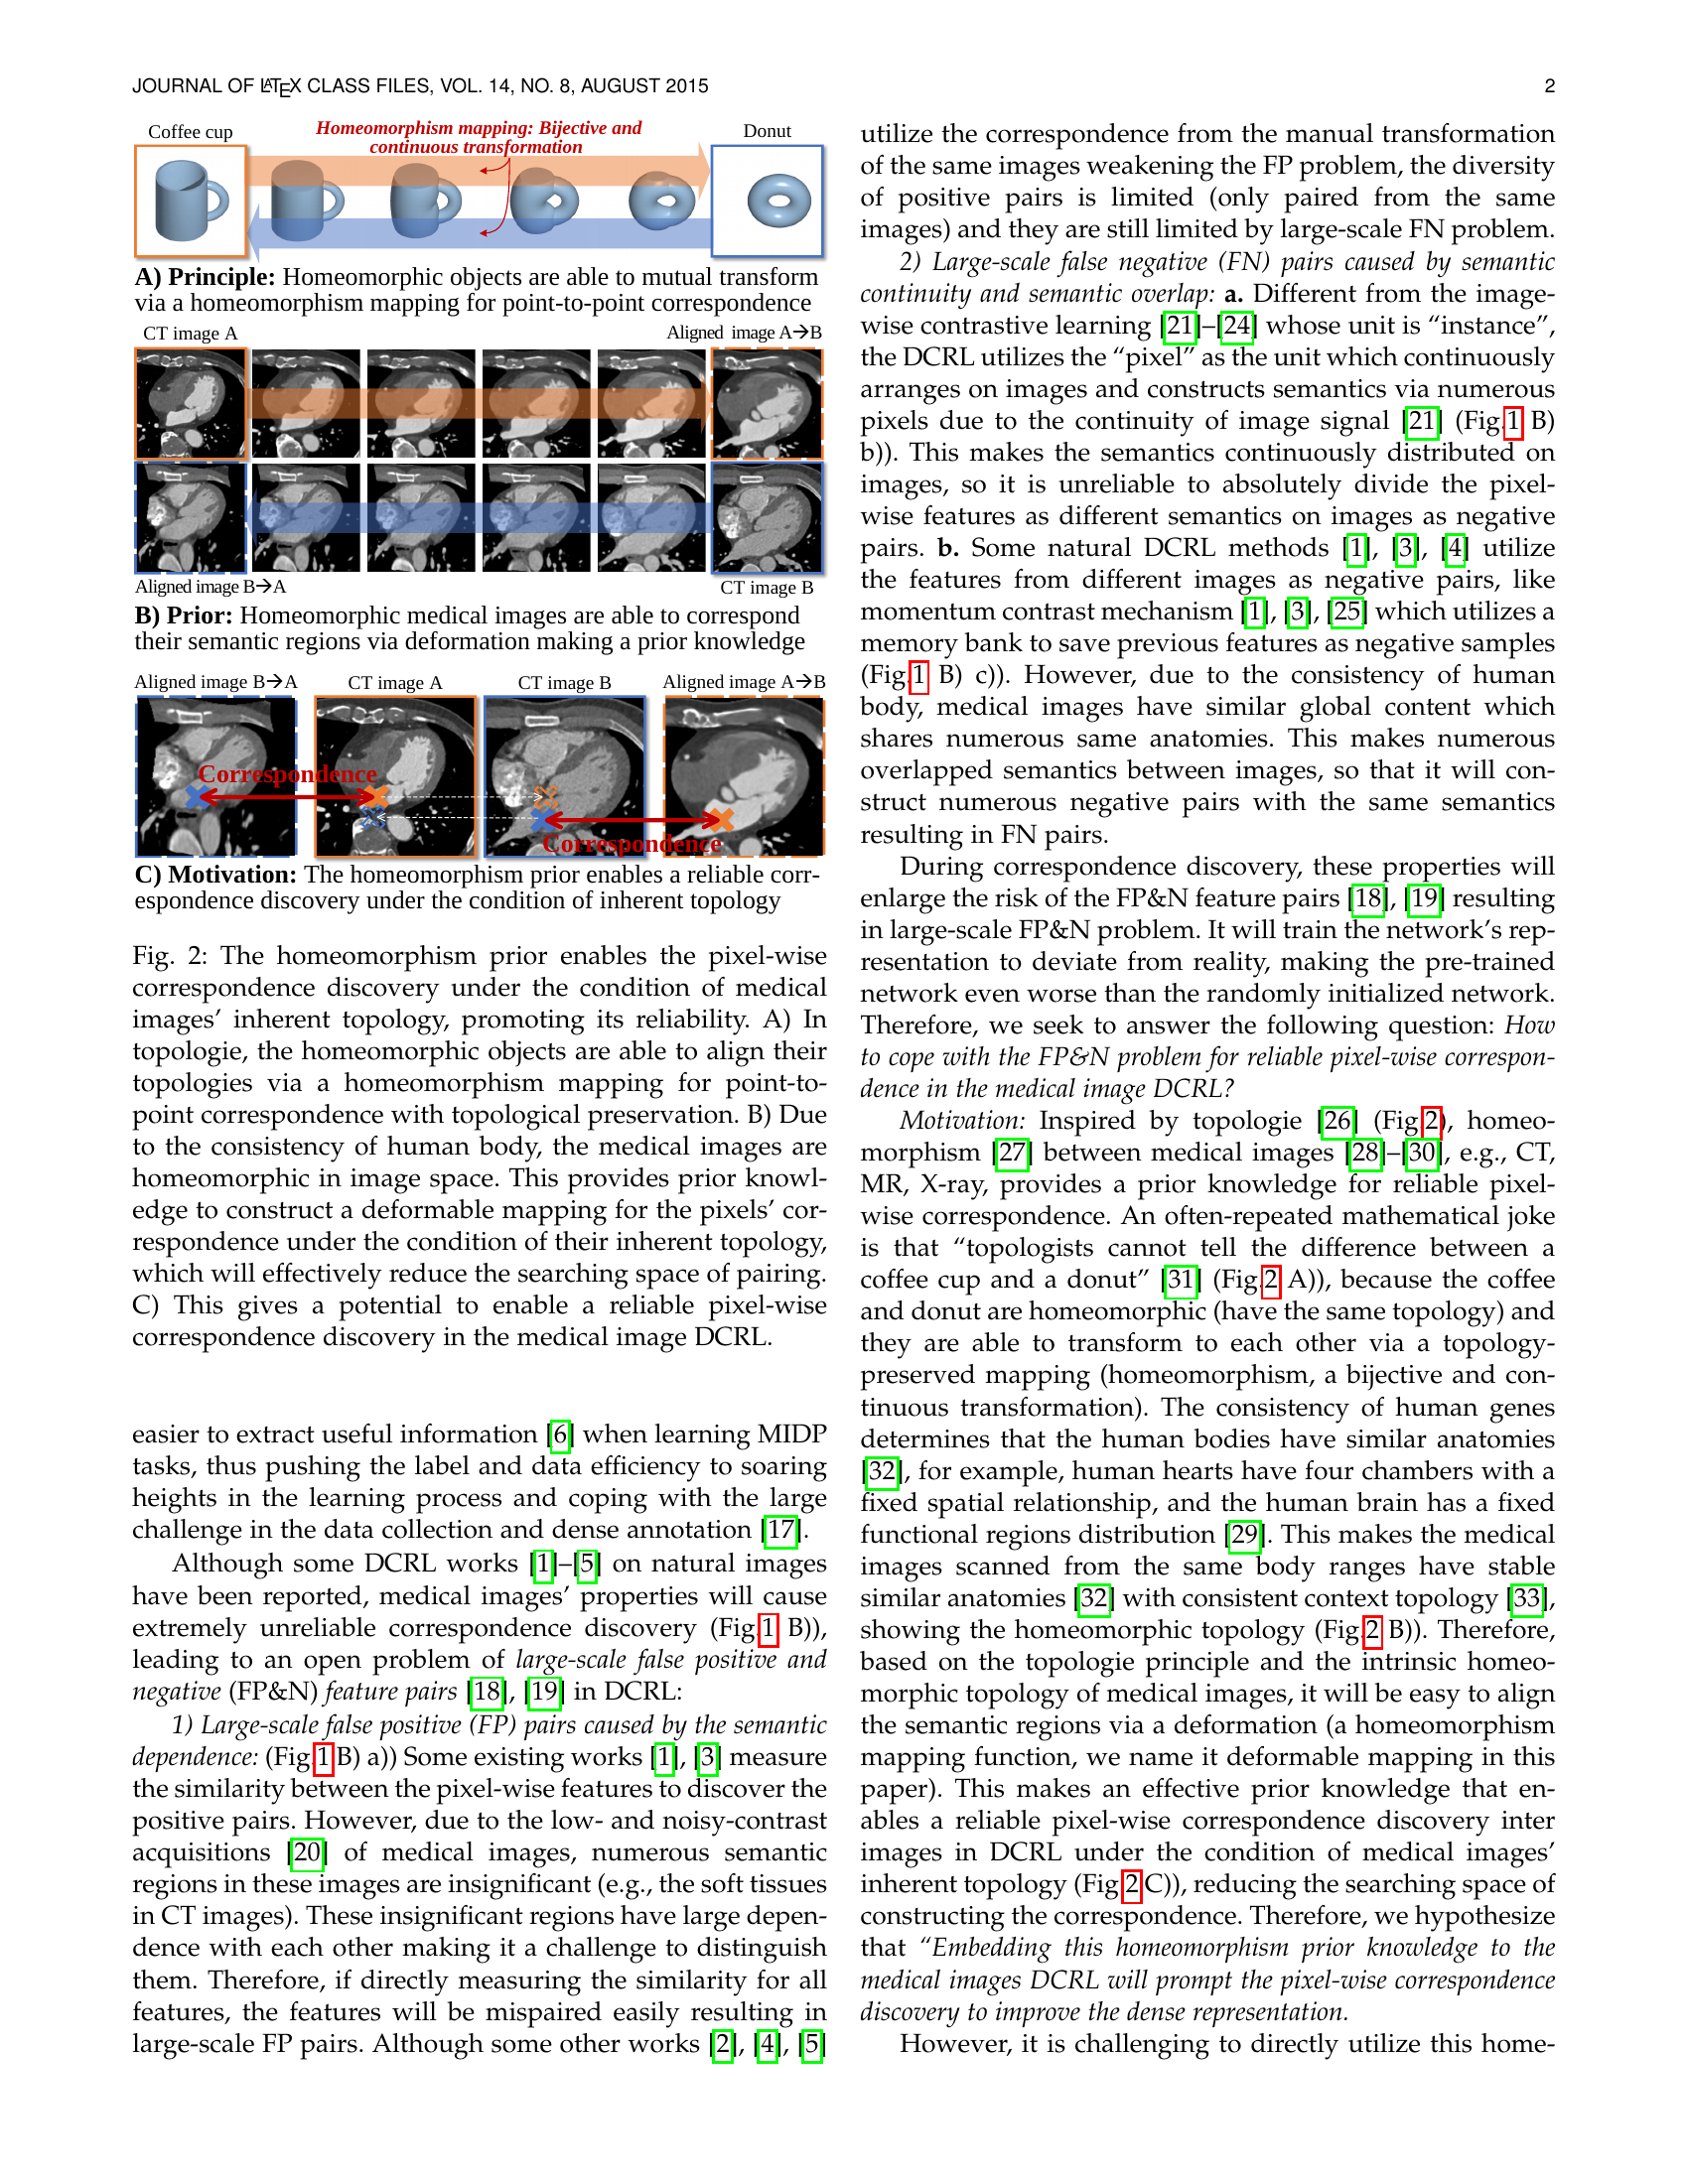 JOURNAL OF LATEX CLASS FILES, VOL. 14, NO. 8, AUGUST 2015
2
Coffee cup
Homeomorphism mapping: Bijective and
continuous transformation
Donut
A) Principle: Homeomorphic objects are able to mutual transform
via a homeomorphism mapping for point-to-point correspondence
CT image A
Aligned image A→B
Aligned image B→A
CT image B
B) Prior: Homeomorphic medical images are able to correspond
their semantic regions via deformation making a prior knowledge
Aligned image B→A
CT image A
CT image B
Aligned image A→B
Correspondence
Correspondence
C) Motivation: The homeomorphism prior enables a reliable corr-
espondence discovery under the condition of inherent topology
Fig. 2: The homeomorphism prior enables the pixel-wise
correspondence discovery under the condition of medical
images' inherent topology, promoting its reliability. A) In
topologie, the homeomorphic objects are able to align their
topologies via a homeomorphism mapping for point-to-
point correspondence with topological preservation. B) Due
to the consistency of human body, the medical images are
homeomorphic in image space. This provides prior knowl-
edge to construct a deformable mapping for the pixels' cor-
respondence under the condition of their inherent topology,
which will effectively reduce the searching space of pairing.
C) This gives a potential to enable a reliable pixel-wise
correspondence discovery in the medical image DCRL.
easier to extract useful information [6] when learning MIDP
tasks, thus pushing the label and data efficiency to soaring
heights in the learning process and coping with the large
challenge in the data collection and dense annotation [17].
Although some DCRL works [1]–[5] on natural images
have been reported, medical images' properties will cause
extremely unreliable correspondence discovery (Fig.1 B)),
leading to an open problem of large-scale false positive and
negative (FP&N) feature pairs [18], [19] in DCRL:
1) Large-scale false positive (FP) pairs caused by the semantic
dependence: (Fig.1 B) a)) Some existing works [1], [3] measure
the similarity between the pixel-wise features to discover the
positive pairs. However, due to the low- and noisy-contrast
acquisitions [20] of medical images, numerous semantic
regions in these images are insignificant (e.g., the soft tissues
in CT images). These insignificant regions have large depen-
dence with each other making it a challenge to distinguish
them. Therefore, if directly measuring the similarity for all
features, the features will be mispaired easily resulting in
large-scale FP pairs. Although some other works [2], [4], [5]
utilize the correspondence from the manual transformation
of the same images weakening the FP problem, the diversity
of positive pairs is limited (only paired from the same
images) and they are still limited by large-scale FN problem.
2) Large-scale false negative (FN) pairs caused by semantic
continuity and semantic overlap: a. Different from the image-
wise contrastive learning [21]–[24] whose unit is “instance”,
the DCRL utilizes the “pixel” as the unit which continuously
arranges on images and constructs semantics via numerous
pixels due to the continuity of image signal [21] (Fig.1 B)
b)). This makes the semantics continuously distributed on
images, so it is unreliable to absolutely divide the pixel-
wise features as different semantics on images as negative
pairs. b. Some natural DCRL methods [1], [3], [4] utilize
the features from different images as negative pairs, like
momentum contrast mechanism [1], [3], [25] which utilizes a
memory bank to save previous features as negative samples
(Fig.1 B) c)). However, due to the consistency of human
body, medical images have similar global content which
shares numerous same anatomies. This makes numerous
overlapped semantics between images, so that it will con-
struct numerous negative pairs with the same semantics
resulting in FN pairs.
During correspondence discovery, these properties will
enlarge the risk of the FP&N feature pairs [18], [19] resulting
in large-scale FP&N problem. It will train the network's rep-
resentation to deviate from reality, making the pre-trained
network even worse than the randomly initialized network.
Therefore, we seek to answer the following question: How
to cope with the FP&N problem for reliable pixel-wise correspon-
dence in the medical image DCRL?
Motivation: Inspired by topologie [26] (Fig.2), homeo-
morphism [27] between medical images [28]–[30], e.g., CT,
MR, X-ray, provides a prior knowledge for reliable pixel-
wise correspondence. An often-repeated mathematical joke
is that “topologists cannot tell the difference between a
coffee cup and a donut” [31] (Fig.2 A)), because the coffee
and donut are homeomorphic (have the same topology) and
they are able to transform to each other via a topology-
preserved mapping (homeomorphism, a bijective and con-
tinuous transformation). The consistency of human genes
determines that the human bodies have similar anatomies
[32], for example, human hearts have four chambers with a
fixed spatial relationship, and the human brain has a fixed
functional regions distribution [29]. This makes the medical
images scanned from the same body ranges have stable
similar anatomies [32] with consistent context topology [33],
showing the homeomorphic topology (Fig.2 B)). Therefore,
based on the topologie principle and the intrinsic homeo-
morphic topology of medical images, it will be easy to align
the semantic regions via a deformation (a homeomorphism
mapping function, we name it deformable mapping in this
paper). This makes an effective prior knowledge that en-
ables a reliable pixel-wise correspondence discovery inter
images in DCRL under the condition of medical images'
inherent topology (Fig.2 C)), reducing the searching space of
constructing the correspondence. Therefore, we hypothesize
that “Embedding this homeomorphism prior knowledge to the
medical images DCRL will prompt the pixel-wise correspondence
discovery to improve the dense representation.
However, it is challenging to directly utilize this home-